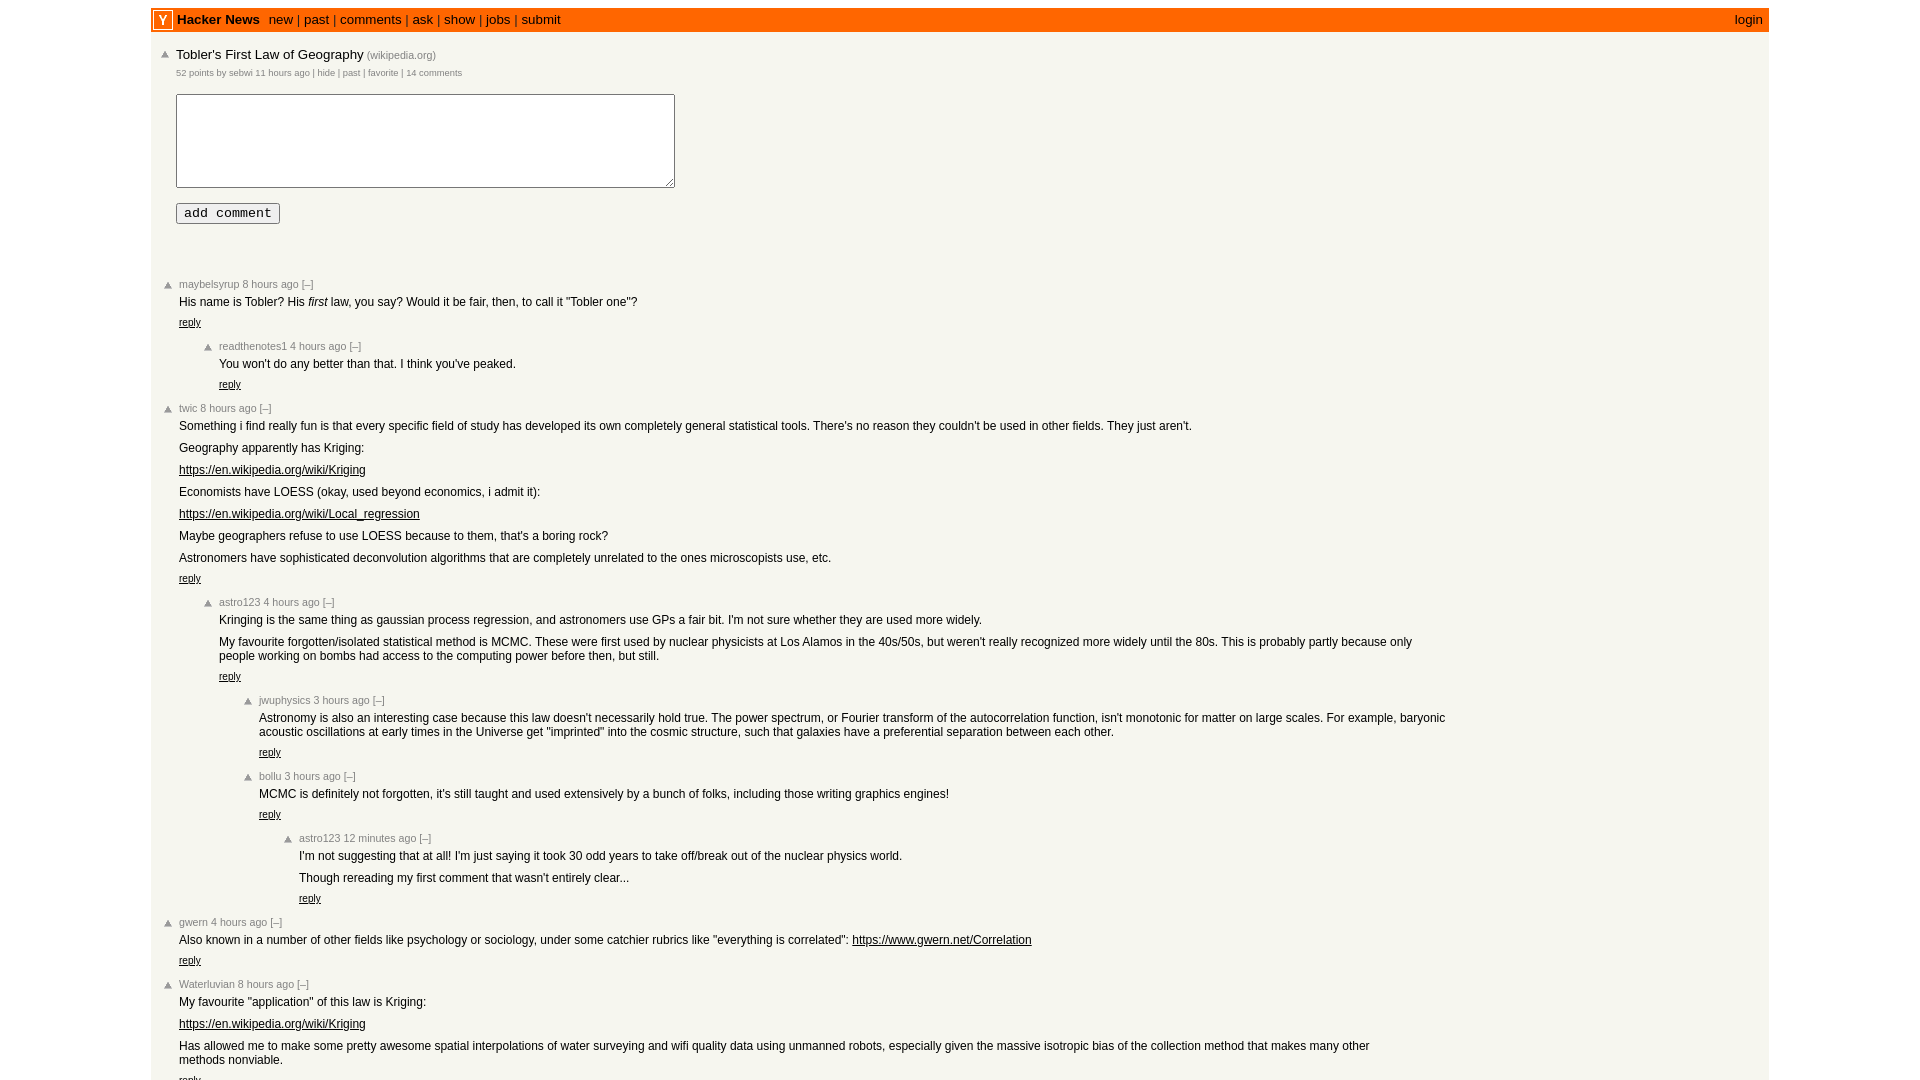 Y Hacker News new | past | comments | ask | show | jobs | submit login
Tobler's First Law of Geography (wikipedia.org)
52 points by sebwi 11 hours ago | hide | past | favorite | 14 comments
add comment
maybelsyrup 8 hours ago [–]
His name is Tobler? His first law, you say? Would it be fair, then, to call it "Tobler one"?
reply
readthenotes1 4 hours ago [–]
You won't do any better than that. I think you've peaked.
reply
twic 8 hours ago [–]
Something i find really fun is that every specific field of study has developed its own completely general statistical tools. There's no reason they couldn't be used in other fields. They just aren't.
Geography apparently has Kriging:
https://en.wikipedia.org/wiki/Kriging
Economists have LOESS (okay, used beyond economics, i admit it):
https://en.wikipedia.org/wiki/Local_regression
Maybe geographers refuse to use LOESS because to them, that's a boring rock?
Astronomers have sophisticated deconvolution algorithms that are completely unrelated to the ones microscopists use, etc.
reply
astro123 4 hours ago [–]
Kringing is the same thing as gaussian process regression, and astronomers use GPs a fair bit. I'm not sure whether they are used more widely.
My favourite forgotten/isolated statistical method is MCMC. These were first used by nuclear physicists at Los Alamos in the 40s/50s, but weren't really recognized more widely until the 80s. This is probably partly because only
people working on bombs had access to the computing power before then, but still.
reply
jwuphysics 3 hours ago [–]
Astronomy is also an interesting case because this law doesn't necessarily hold true. The power spectrum, or Fourier transform of the autocorrelation function, isn't monotonic for matter on large scales. For example, baryonic
acoustic oscillations at early times in the Universe get "imprinted" into the cosmic structure, such that galaxies have a preferential separation between each other.
reply
bollu 3 hours ago [–]
MCMC is definitely not forgotten, it's still taught and used extensively by a bunch of folks, including those writing graphics engines!
reply
astro123 12 minutes ago [–]
I'm not suggesting that at all! I'm just saying it took 30 odd years to take off/break out of the nuclear physics world.
Though rereading my first comment that wasn't entirely clear...
reply
gwern 4 hours ago [–]
Also known in a number of other fields like psychology or sociology, under some catchier rubrics like "everything is correlated": https://www.gwern.net/Correlation
reply
Waterluvian 8 hours ago [–]
My favourite "application" of this law is Kriging:
https://en.wikipedia.org/wiki/Kriging
Has allowed me to make some pretty awesome spatial interpolations of water surveying and wifi quality data using unmanned robots, especially given the massive isotropic bias of the collection method that makes many other
methods nonviable.
reply